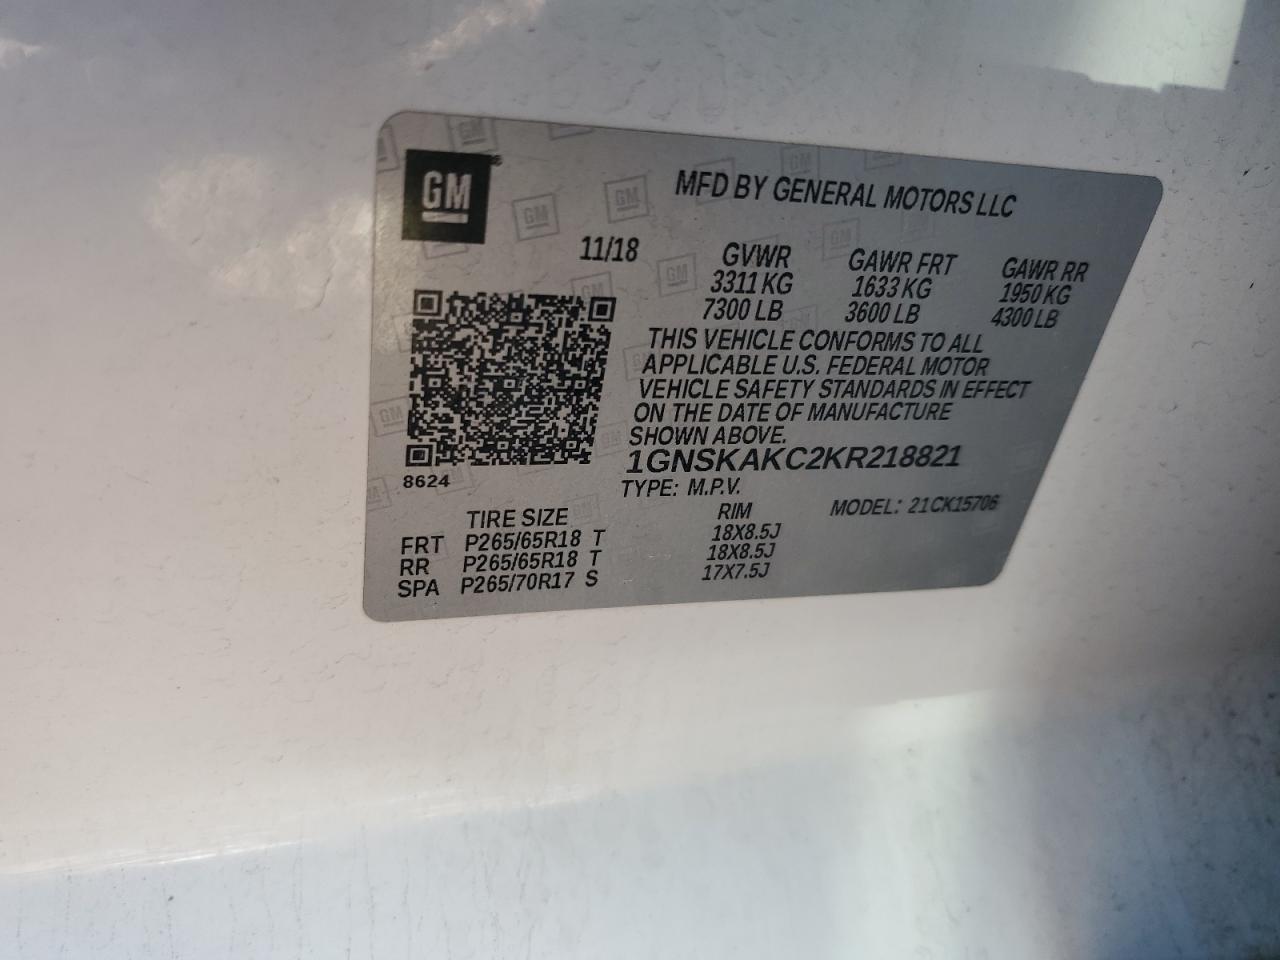 GM
MFD BY GENERAL MOTORS LLC
11/18
GVWR GAWR FRT GAWR RR
3311 KG 1633 KG 1950 KG
7300 LB 3600 LB 4300 LB
THIS VEHICLE CONFORMS TO ALL
APPLICABLE U.S. FEDERAL MOTOR
VEHICLE SAFETY STANDARDS IN EFFECT
ON THE DATE OF MANUFACTURE
SHOWN ABOVE.
1GNSKAKC2KR218821
8624
TYPE: M.P.V.
MODEL: 21CK15706
TIRE SIZE RIM
FRT P265/65R18 T 18X8.5J
RR P265/65R18 T 18X8.5J
SPA P265/70R17 S 17X7.5J